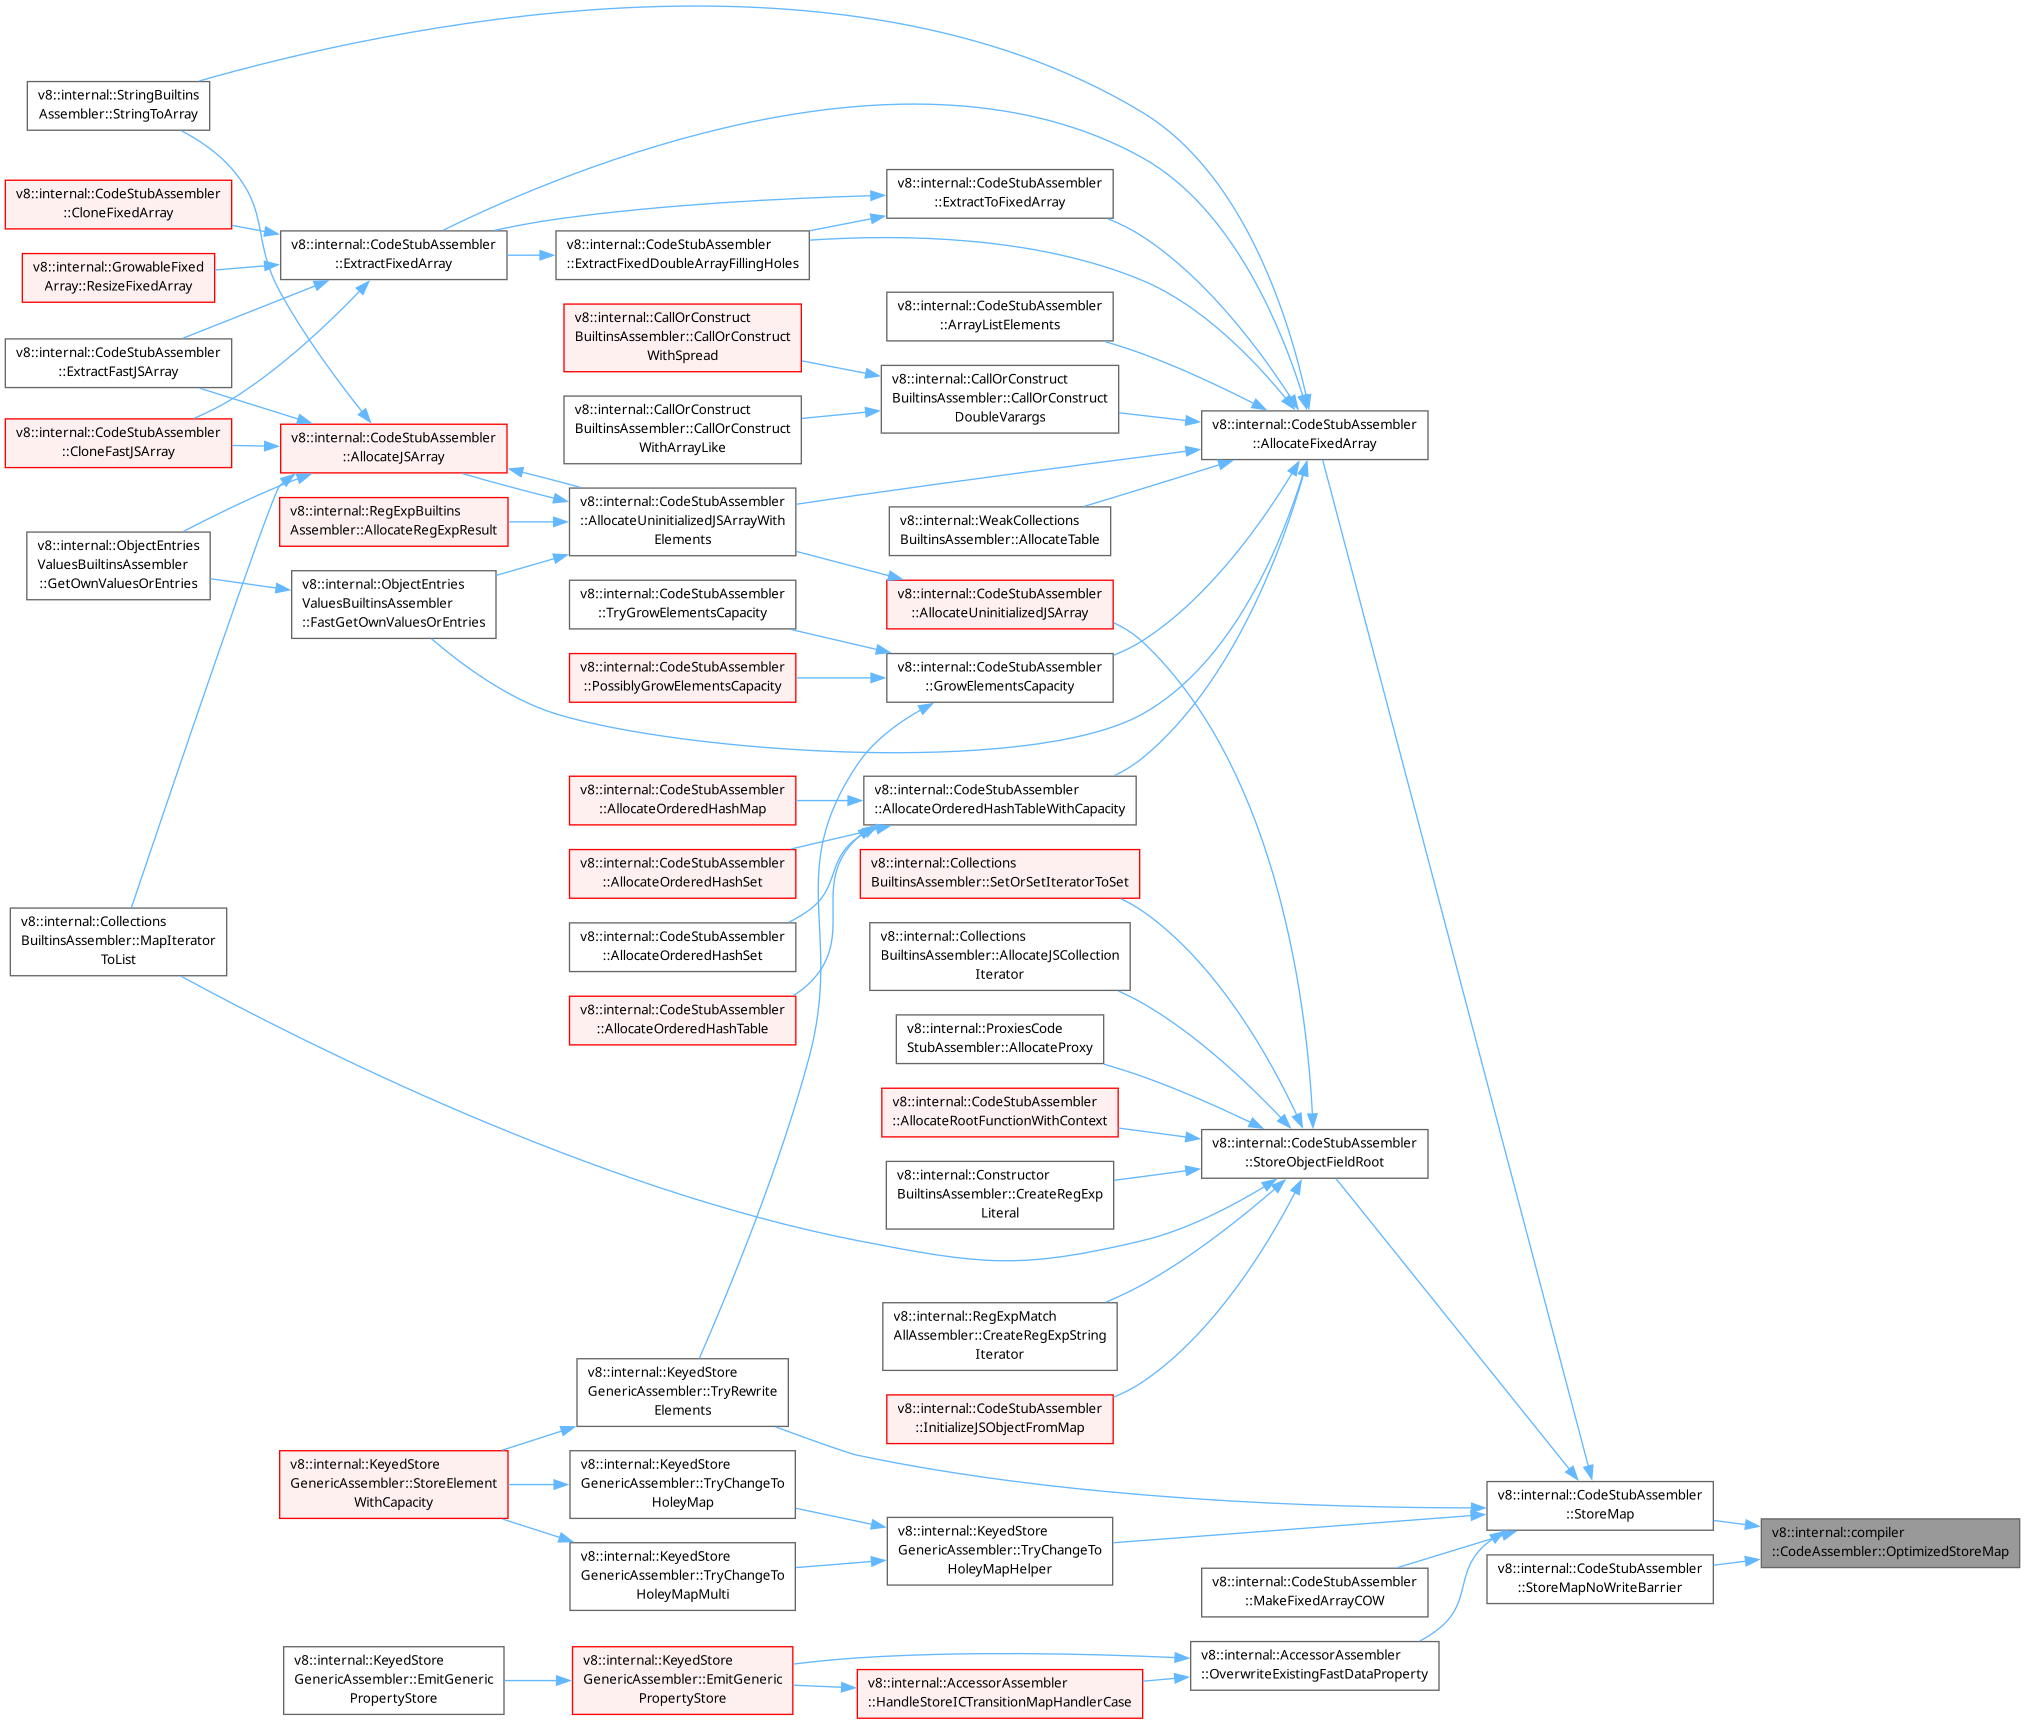 v8::internal::StringBuiltins
Assembler::StringToArray
v8::internal::CodeStubAssembler
::CloneFixedArray
v8::internal::GrowableFixed
Array::ResizeFixedArray
v8::internal::CodeStubAssembler
::ExtractFastJSArray
v8::internal::CodeStubAssembler
::CloneFastJSArray
v8::internal::ObjectEntries
ValuesBuiltinsAssembler
::GetOwnValuesOrEntries
v8::internal::Collections
BuiltinsAssembler::MapIterator
ToList
v8::internal::CodeStubAssembler
::ExtractFixedArray
v8::internal::CodeStubAssembler
::AllocateJSArray
v8::internal::RegExpBuiltins
Assembler::AllocateRegExpResult
v8::internal::ObjectEntries
ValuesBuiltinsAssembler
::FastGetOwnValuesOrEntries
v8::internal::KeyedStore
GenericAssembler::StoreElement
WithCapacity
v8::internal::KeyedStore
GenericAssembler::EmitGeneric
PropertyStore
v8::internal::CodeStubAssembler
::ExtractFixedDoubleArrayFillingHoles
v8::internal::CallOrConstruct
BuiltinsAssembler::CallOrConstruct
WithSpread
v8::internal::CallOrConstruct
BuiltinsAssembler::CallOrConstruct
WithArrayLike
v8::internal::CodeStubAssembler
::AllocateUninitializedJSArrayWith
Elements
v8::internal::CodeStubAssembler
::TryGrowElementsCapacity
v8::internal::CodeStubAssembler
::PossiblyGrowElementsCapacity
v8::internal::CodeStubAssembler
::AllocateOrderedHashMap
v8::internal::CodeStubAssembler
::AllocateOrderedHashSet
v8::internal::CodeStubAssembler
::AllocateOrderedHashSet
v8::internal::CodeStubAssembler
::AllocateOrderedHashTable
v8::internal::KeyedStore
GenericAssembler::TryRewrite
Elements
v8::internal::KeyedStore
GenericAssembler::TryChangeTo
HoleyMap
v8::internal::KeyedStore
GenericAssembler::TryChangeTo
HoleyMapMulti
v8::internal::KeyedStore
GenericAssembler::EmitGeneric
PropertyStore
v8::internal::CodeStubAssembler
::ExtractToFixedArray
v8::internal::CodeStubAssembler
::ArrayListElements
v8::internal::CallOrConstruct
BuiltinsAssembler::CallOrConstruct
DoubleVarargs
v8::internal::WeakCollections
BuiltinsAssembler::AllocateTable
v8::internal::CodeStubAssembler
::AllocateUninitializedJSArray
v8::internal::CodeStubAssembler
::GrowElementsCapacity
v8::internal::CodeStubAssembler
::AllocateOrderedHashTableWithCapacity
v8::internal::Collections
BuiltinsAssembler::SetOrSetIteratorToSet
v8::internal::Collections
BuiltinsAssembler::AllocateJSCollection
Iterator
v8::internal::ProxiesCode
StubAssembler::AllocateProxy
v8::internal::CodeStubAssembler
::AllocateRootFunctionWithContext
v8::internal::Constructor
BuiltinsAssembler::CreateRegExp
Literal
v8::internal::RegExpMatch
AllAssembler::CreateRegExpString
Iterator
v8::internal::CodeStubAssembler
::InitializeJSObjectFromMap
v8::internal::KeyedStore
GenericAssembler::TryChangeTo
HoleyMapHelper
v8::internal::AccessorAssembler
::HandleStoreICTransitionMapHandlerCase
v8::internal::CodeStubAssembler
::AllocateFixedArray
v8::internal::CodeStubAssembler
::StoreObjectFieldRoot
v8::internal::CodeStubAssembler
::MakeFixedArrayCOW
v8::internal::AccessorAssembler
::OverwriteExistingFastDataProperty
v8::internal::CodeStubAssembler
::StoreMap
v8::internal::CodeStubAssembler
::StoreMapNoWriteBarrier
v8::internal::compiler
::CodeAssembler::OptimizedStoreMap